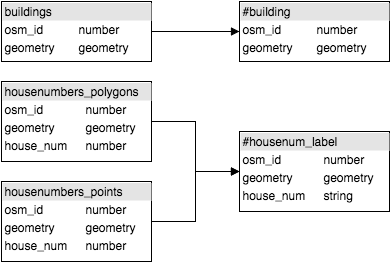 buildings
osm_id number
geometry geometry
#building
osm_id number
geometry geometry
housenumbers_polygons
osm_id number
geometry geometry
house_num number
housenumbers_points
osm_id number
geometry geometry
house_num number
#housenum_label
osm_id number
geometry geometry
house_num string